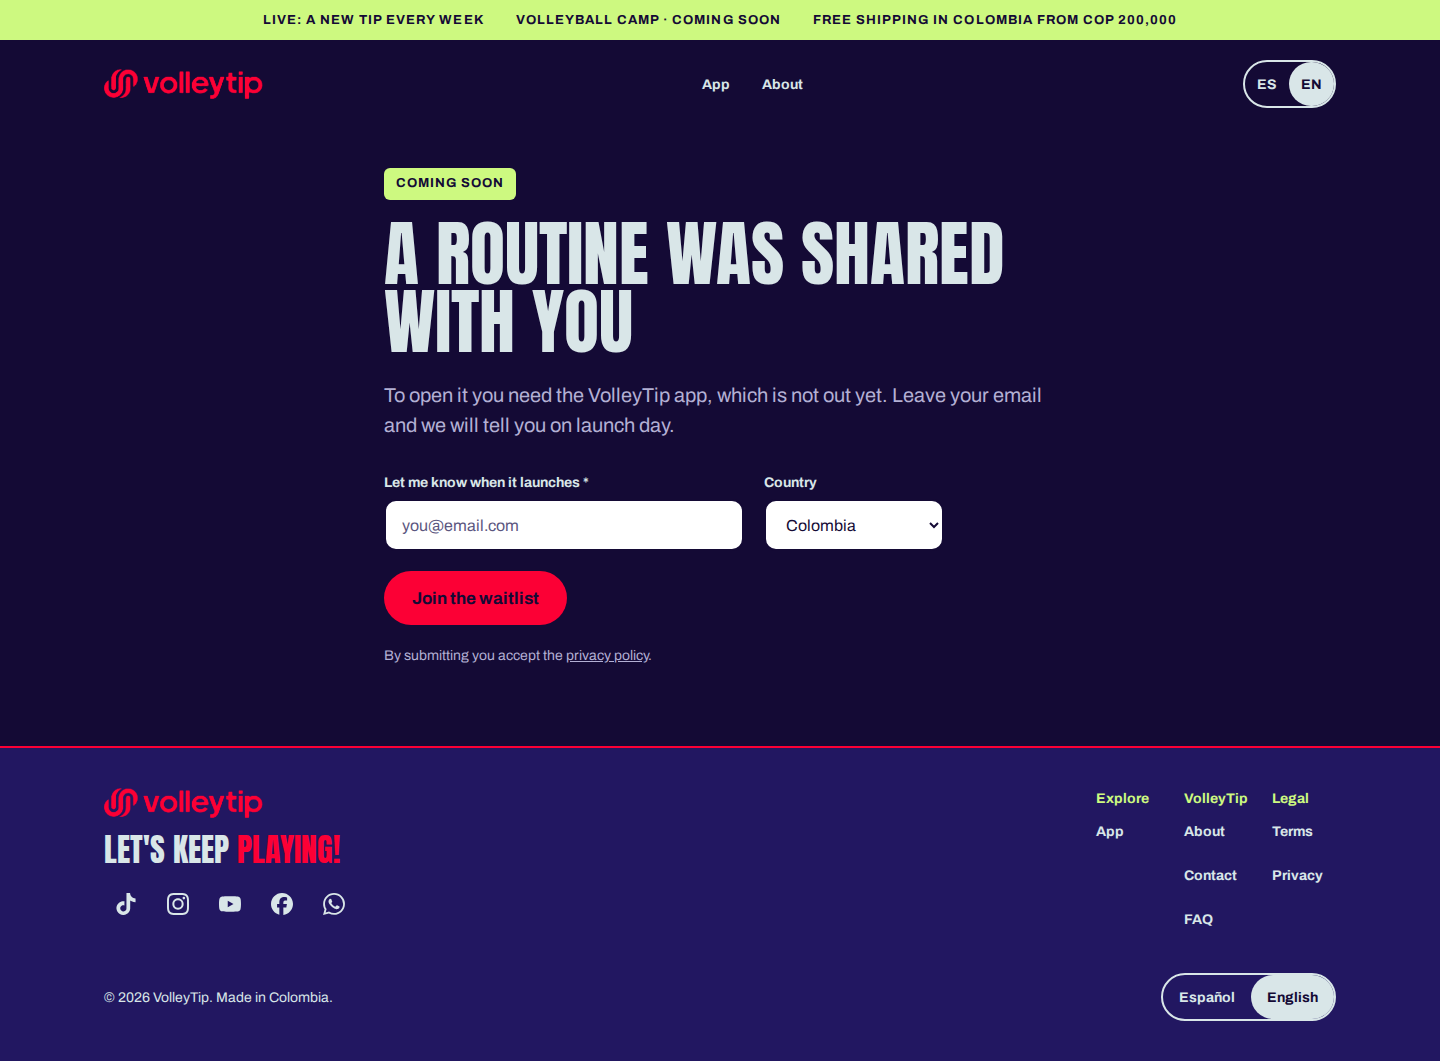 LIVE: A NEW TIP EVERY WEEK VOLLEYBALL CAMP · COMING SOON FREE SHIPPING IN COLOMBIA FROM COP 200,000
volleytip App About ES EN
COMING SOON
A ROUTINE WAS SHARED
WITH YOU
To open it you need the VolleyTip app, which is not out yet. Leave your email
and we will tell you on launch day.
Let me know when it launches * Country
you@email.com Colombia
Join the waitlist
By submitting you accept the privacy policy.
volleytip
LET'S KEEP PLAYING!
Explore VolleyTip Legal
App About Terms
Contact Privacy
FAQ
© 2026 VolleyTip. Made in Colombia. Español English